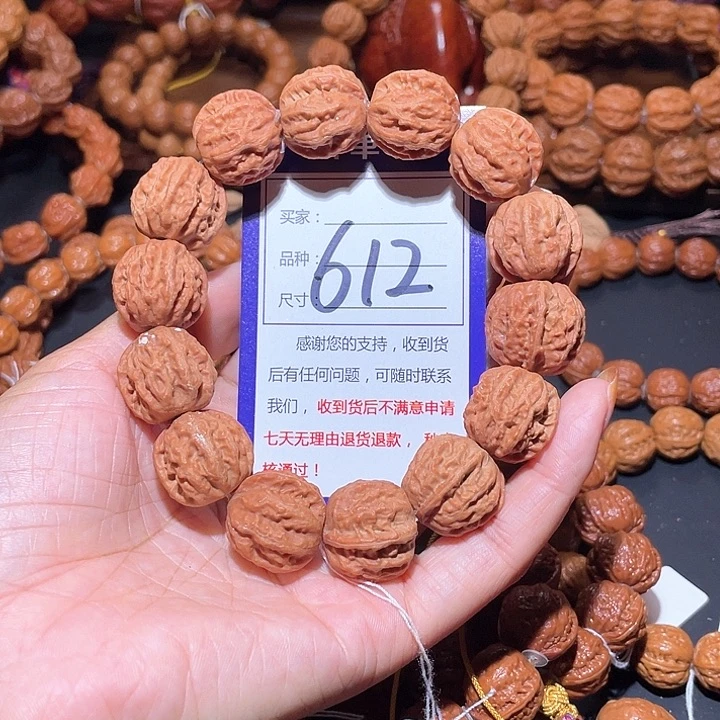 买家：
品种：
尺寸：
612
感谢您的支持，收到货
后有任何问题，可随时联系
我们，收到货后不满意申请
七天无理由退货退款，
核通过！